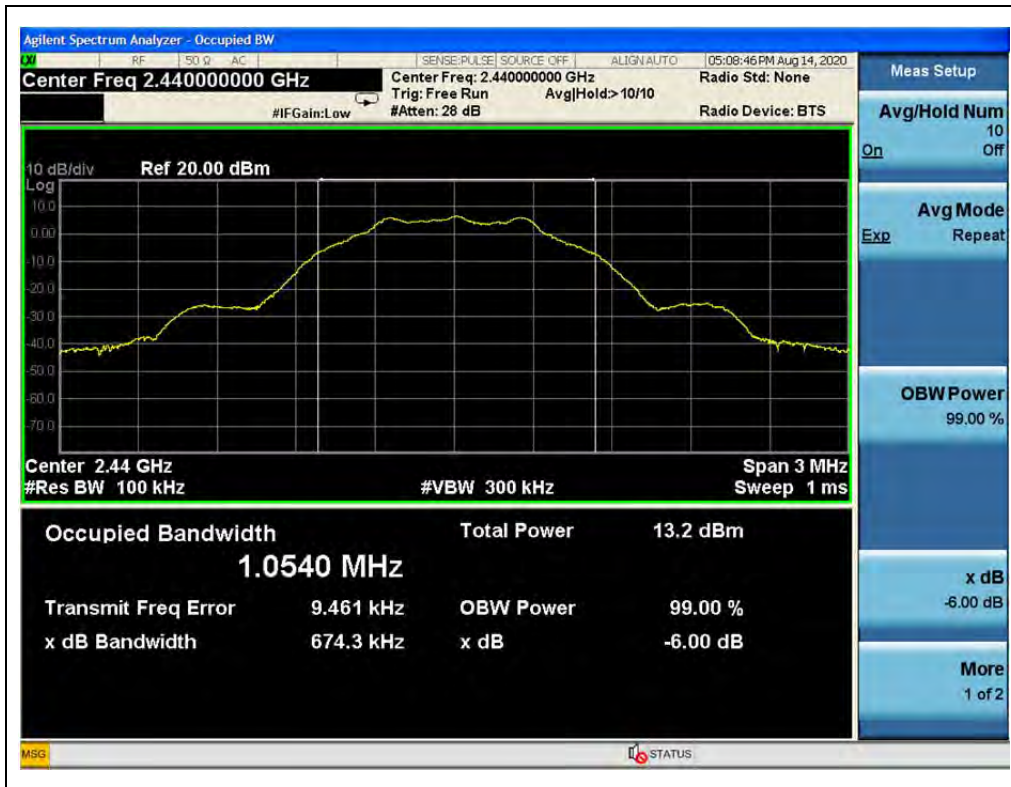 Agilent Spectrum Analyzer - Occupied BW
LXI RF 50 Ω AC SENSE:PULSE SOURCE OFF ALIGN AUTO 05:08:46 PM Aug 14, 2020
Center Freq 2.440000000 GHz Center Freq: 2.440000000 GHz Radio Std: None
Trig: Free Run Avg|Hold:> 10/10
#IFGain:Low #Atten: 28 dB Radio Device: BTS
10 dB/div Ref 20.00 dBm
Log
10.0
0.00
-10.0
-20.0
-30.0
-40.0
-50.0
-60.0
-70.0
Center 2.44 GHz Span 3 MHz
#Res BW 100 kHz #VBW 300 kHz Sweep 1 ms
Occupied Bandwidth Total Power 13.2 dBm
1.0540 MHz
Transmit Freq Error 9.461 kHz OBW Power 99.00 %
x dB Bandwidth 674.3 kHz x dB -6.00 dB
Meas Setup
Avg/Hold Num
10
On Off
Avg Mode
Exp Repeat
OBW Power
99.00 %
x dB
-6.00 dB
More
1 of 2
MSG STATUS